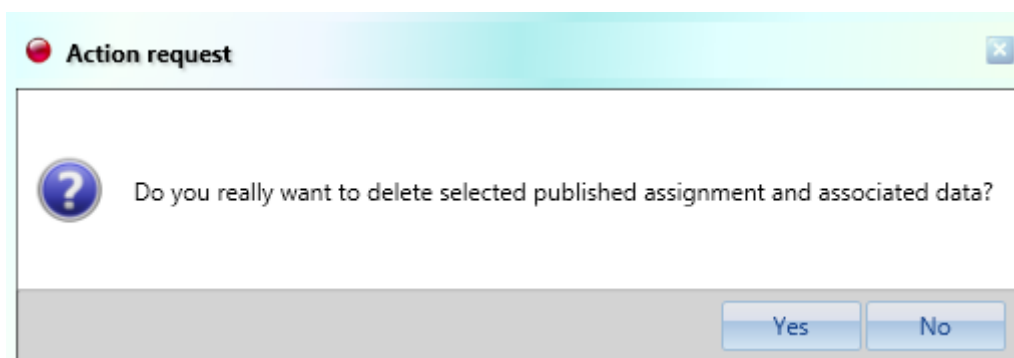 Action request
Do you really want to delete selected published assignment and associated data?
Yes No